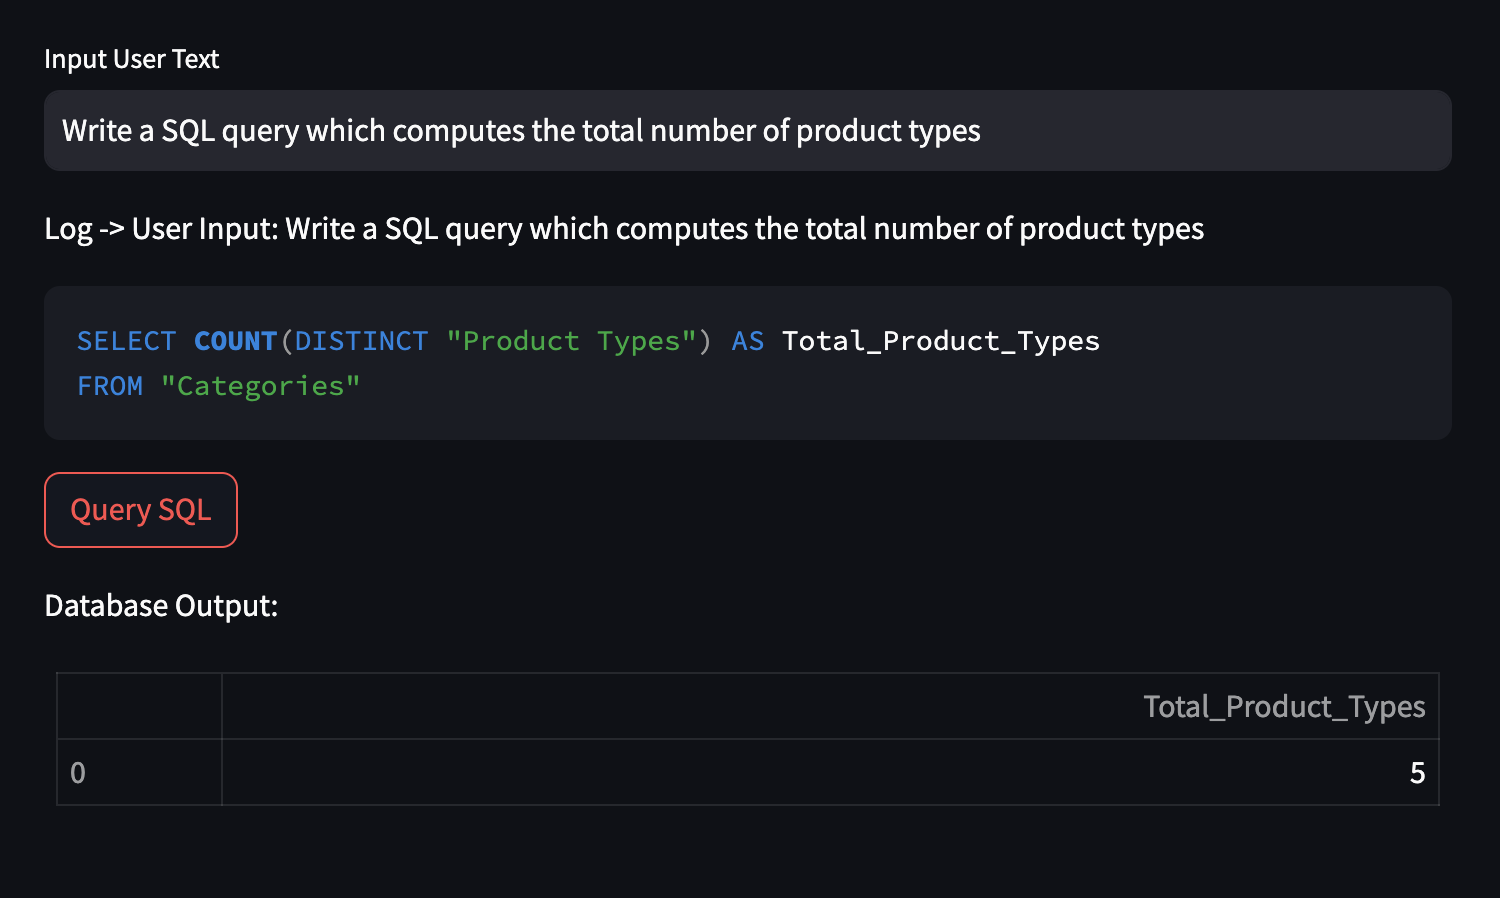 Input User Text
Write a SQL query which computes the total number of product types
Log -> User Input: Write a SQL query which computes the total number of product types
SELECT COUNT(DISTINCT "Product Types") AS Total_Product_Types
FROM "Categories"
Query SQL
Database Output:
Total_Product_Types
0 5